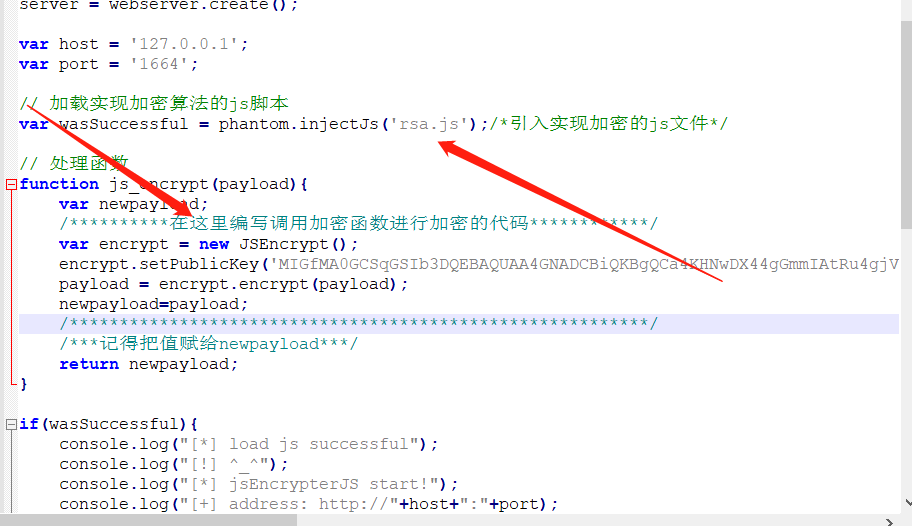 server = webserver.create();
var host = '127.0.0.1';
var port = '1664';
// 加载实现加密算法的js脚本
var wasSuccessful = phantom.injectJs('rsa.js');/*引入实现加密的js文件*/
// 处理函数
function js_encrypt(payload){
var newpayload;
/**********在这里编写调用加密函数进行加密的代码************/
var encrypt = new JSEncrypt();
encrypt.setPublicKey('MIGfMA0GCSqGSIb3DQEBAQUAA4GNADCBiQKBgQCa4KHNwDX44gGmmIAtRu4gjV
payload = encrypt.encrypt(payload);
newpayload=payload;
/**********************************************************/
/***记得把值赋给newpayload***/
return newpayload;
}
if(wasSuccessful){
console.log("[*] load js successful");
console.log("[!] ^_^");
console.log("[*] jsEncrypterJS start!");
console.log("[+] address: http://"+host+":"+port);